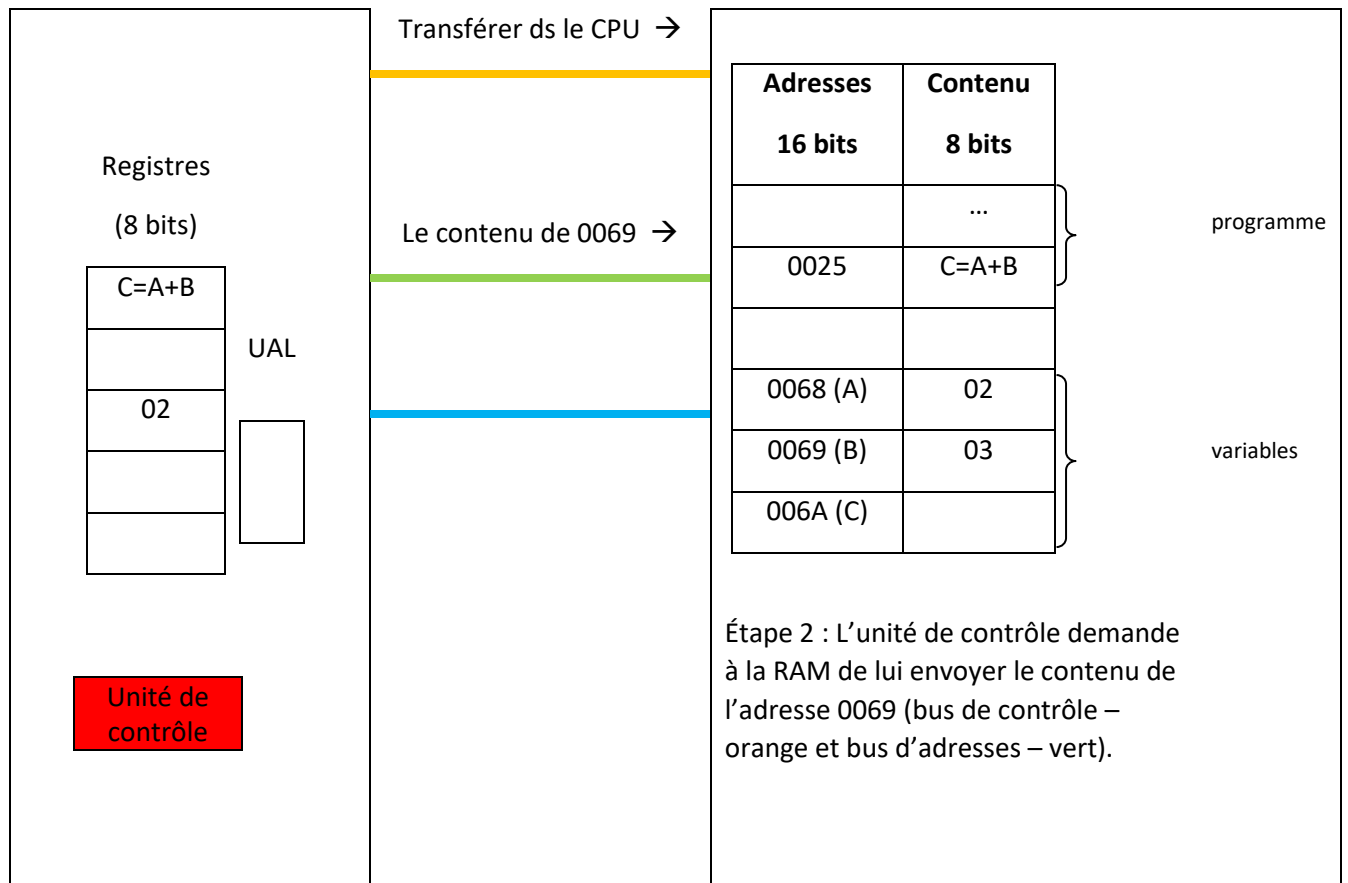 Transférer ds le CPU →
Registres
(8 bits)
C=A+B
02
UAL
Unité de
contrôle
Le contenu de 0069 →
Adresses Contenu
16 bits 8 bits
...
0025 C=A+B
0068 (A) 02
0069 (B) 03
006A (C)
programme
variables
Étape 2 : L’unité de contrôle demande
à la RAM de lui envoyer le contenu de
l’adresse 0069 (bus de contrôle –
orange et bus d’adresses – vert).